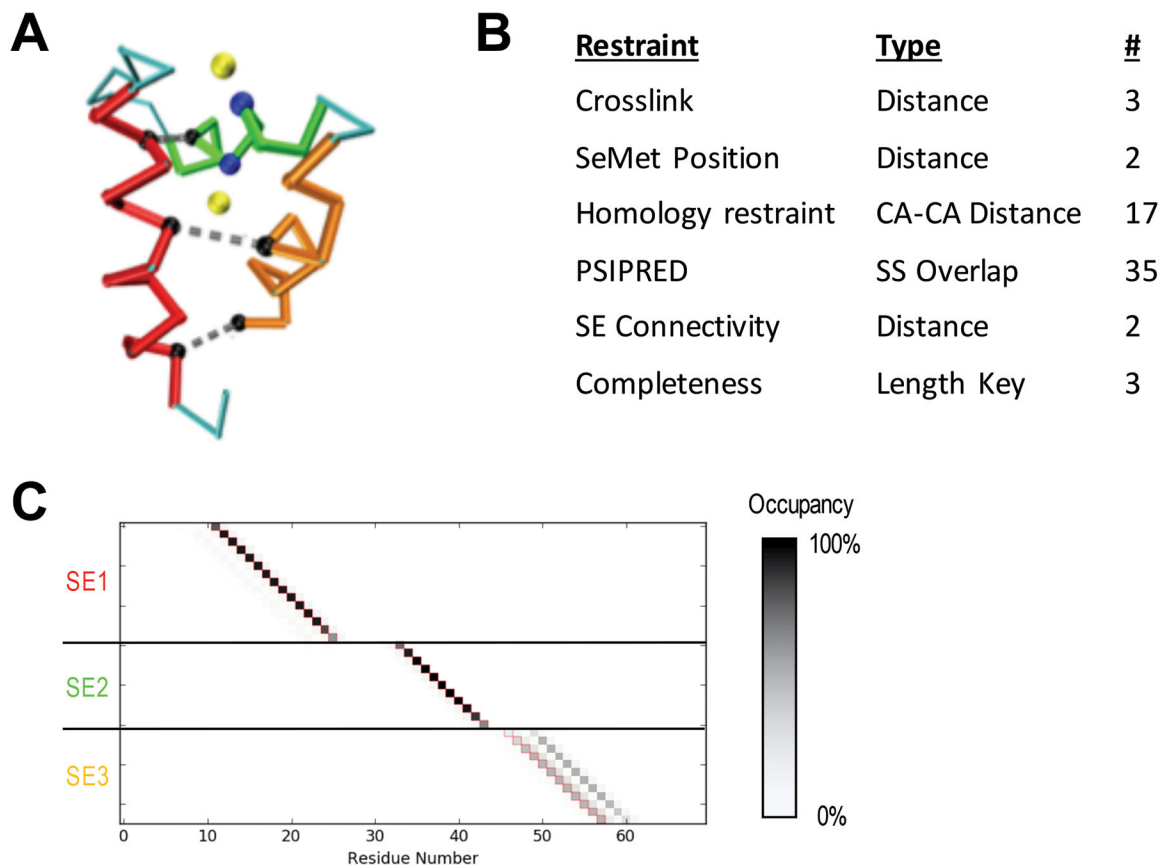 A
B
Restraint Type #
Crosslink Distance 3
SeMet Position Distance 2
Homology restraint CA-CA Distance 17
PSIPRED SS Overlap 35
SE Connectivity Distance 2
Completeness Length Key 3
C
Occupancy
100%
0%
SE1
SE2
SE3
0 10 20 30 40 50 60
Residue Number